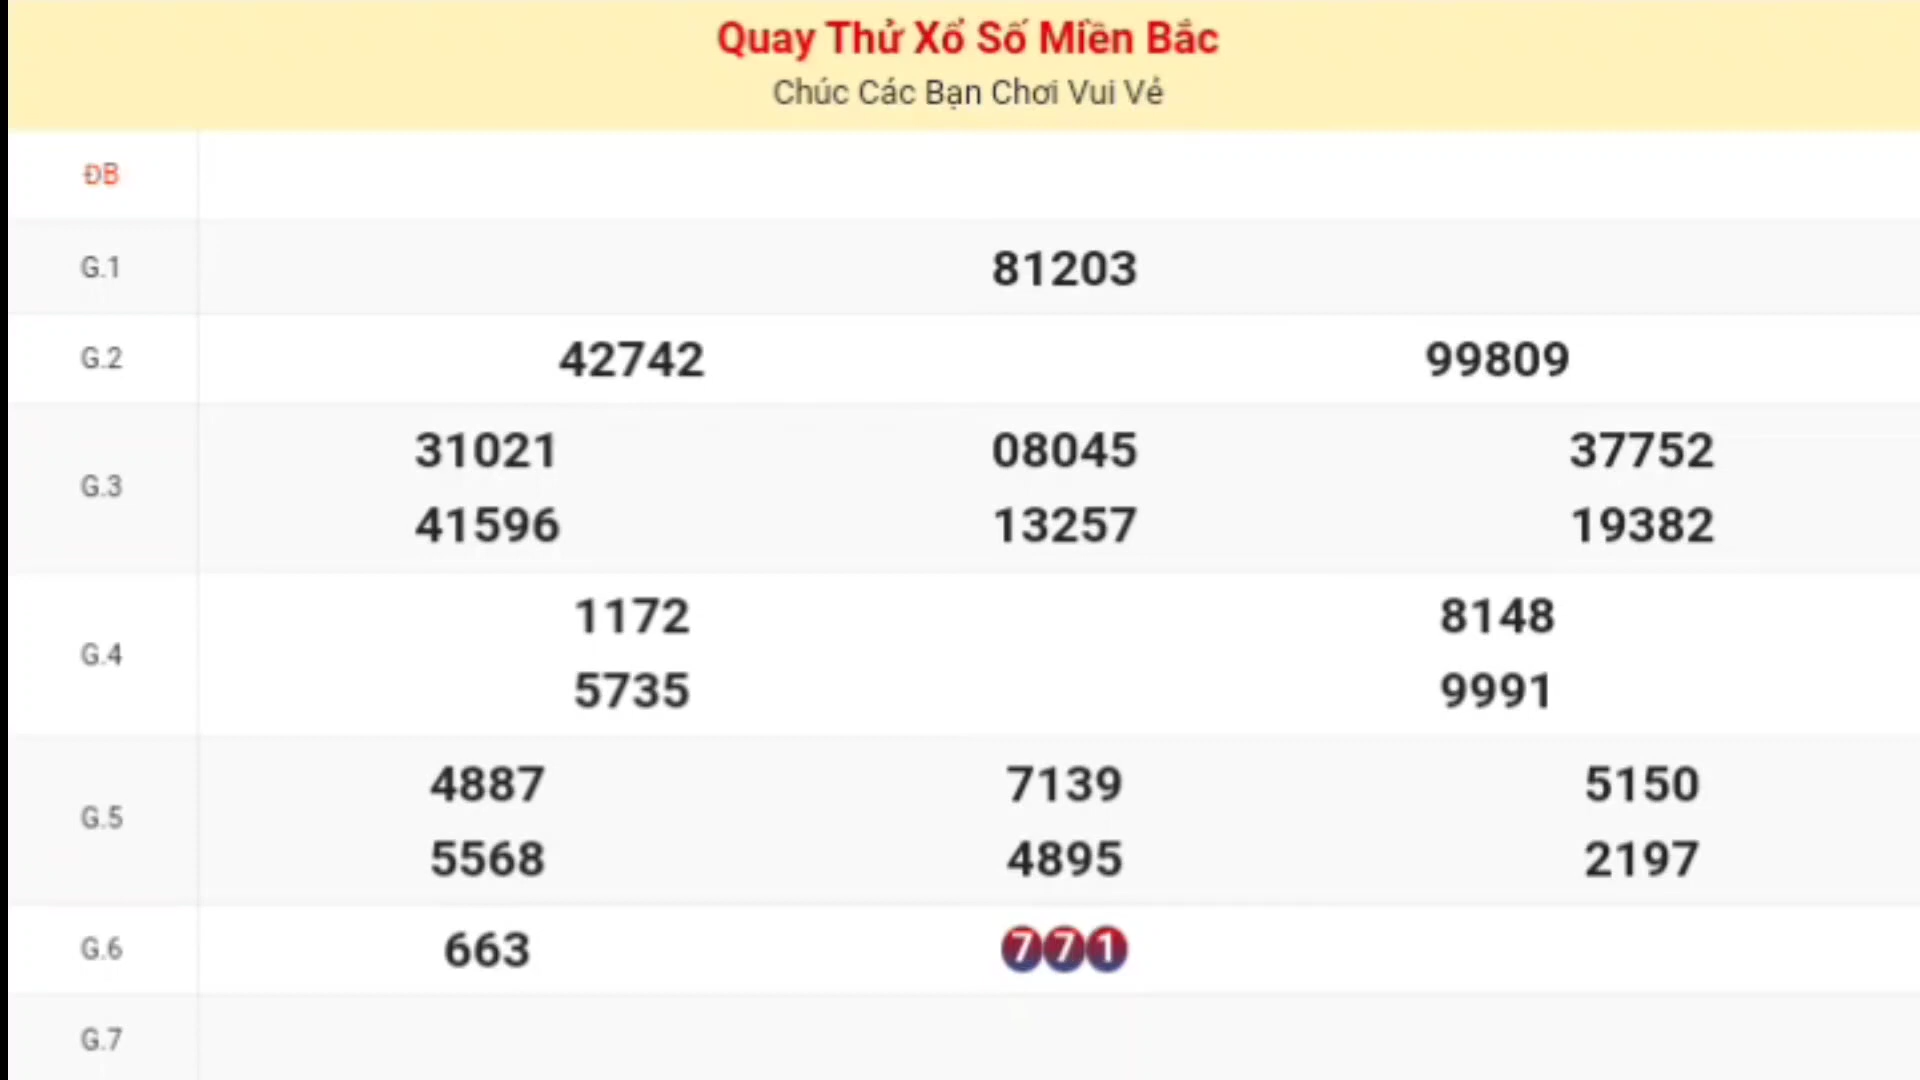 Quay Thử Xổ Số Miền Bắc
Chúc Các Bạn Chơi Vui Vẻ
ĐB
G.1 81203
G.2 42742 99809
G.3 31021 08045 37752
41596 13257 19382
G.4 1172 8148
5735 9991
G.5 4887 7139 5150
5568 4895 2197
G.6 663 771
G.7